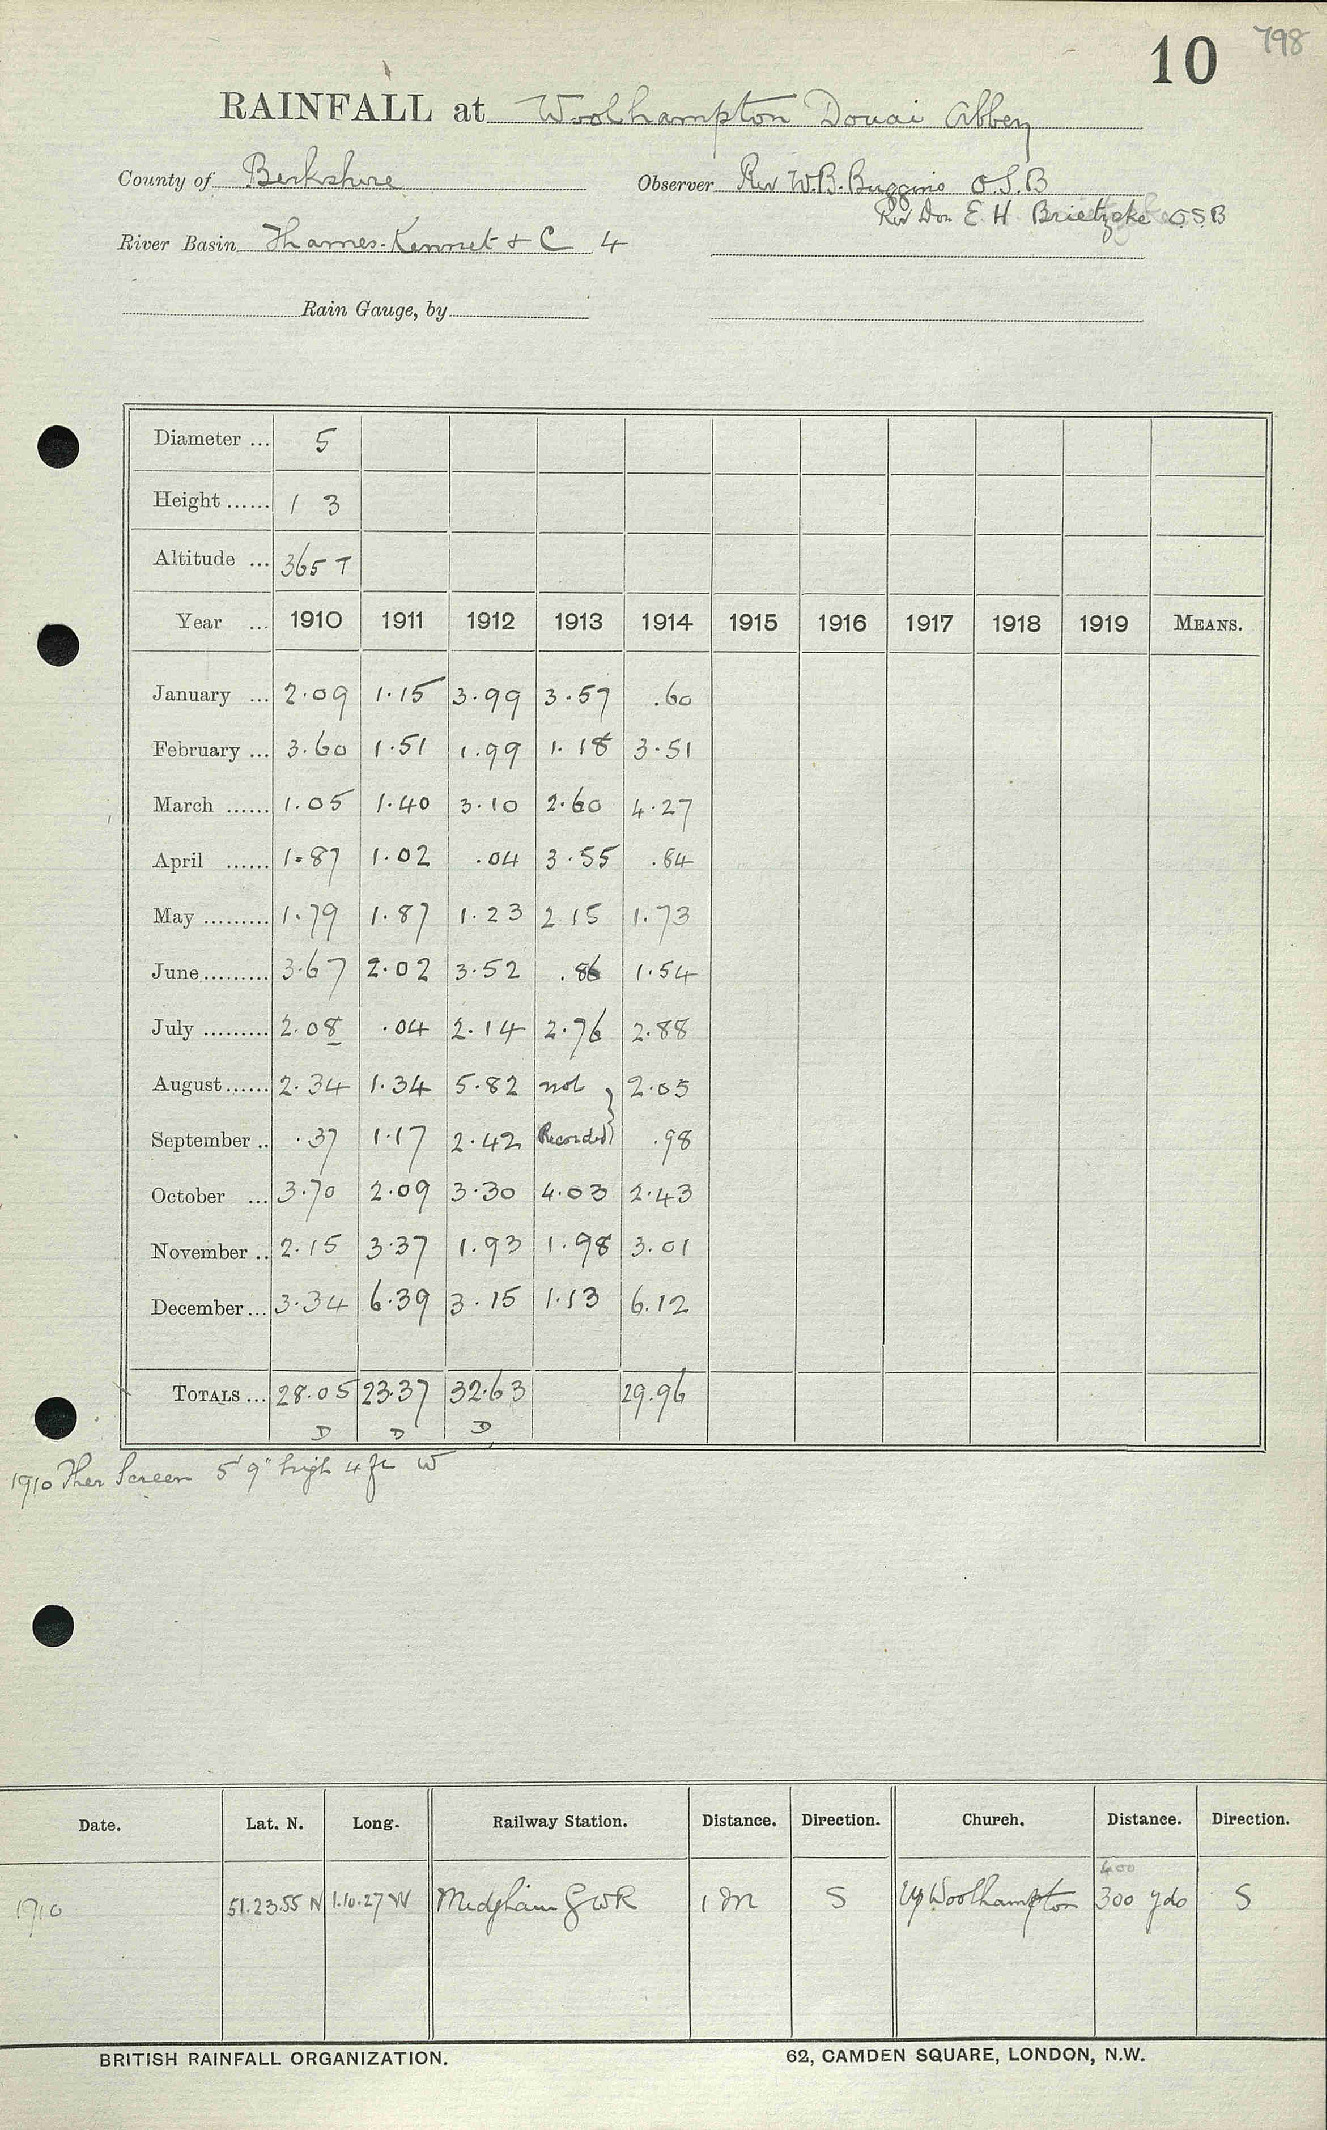 10 798
RAINFALL at Woolhampton Douai Abbey
County of Berkshire Observer Rev W.B. Buggins O.S.B
Rev Dom E. H. Brietzcke O.S.B
River Basin Thames-Kennet & C 4
Rain Gauge, by
Diameter ... 5
Height ...... 1 3
Altitude ... 365 T
Year ... 1910 1911 1912 1913 1914 1915 1916 1917 1918 1919 MEANS.
January ... 2.09 1.15 3.99 3.57 .60
February ... 3.60 1.51 1.99 1.18 3.51
March ...... 1.05 1.40 3.10 2.60 4.27
April ...... 1.87 1.02 .04 3.55 .84
May ......... 1.79 1.87 1.23 2 15 1.73
June ......... 3.67 2.02 3.52 .86 1.54
July ......... 2.08 .04 2.14 2.76 2.88
August ...... 2.34 1.34 5.82 not } 2.05
September .. .37 1.17 2.42 Recorded } .98
October ... 3.70 2.09 3.30 4.03 2.43
November .. 2.15 3.37 1.93 1.98 3.01
December ... 3.34 6.39 3.15 1.13 6.12
TOTALS ... 28.05 23.37 32.63 29.96
D D D
1910 Ther Screen 5' 9" high 4 ft W
Date. Lat. N. Long. Railway Station. Distance. Direction. Church. Distance. Direction.
400
1910 51.23.55 N 1.10.27 W Midgham GWR 1 M S Up Woolhampton 300 yds S
BRITISH RAINFALL ORGANIZATION. 62, CAMDEN SQUARE, LONDON, N.W.